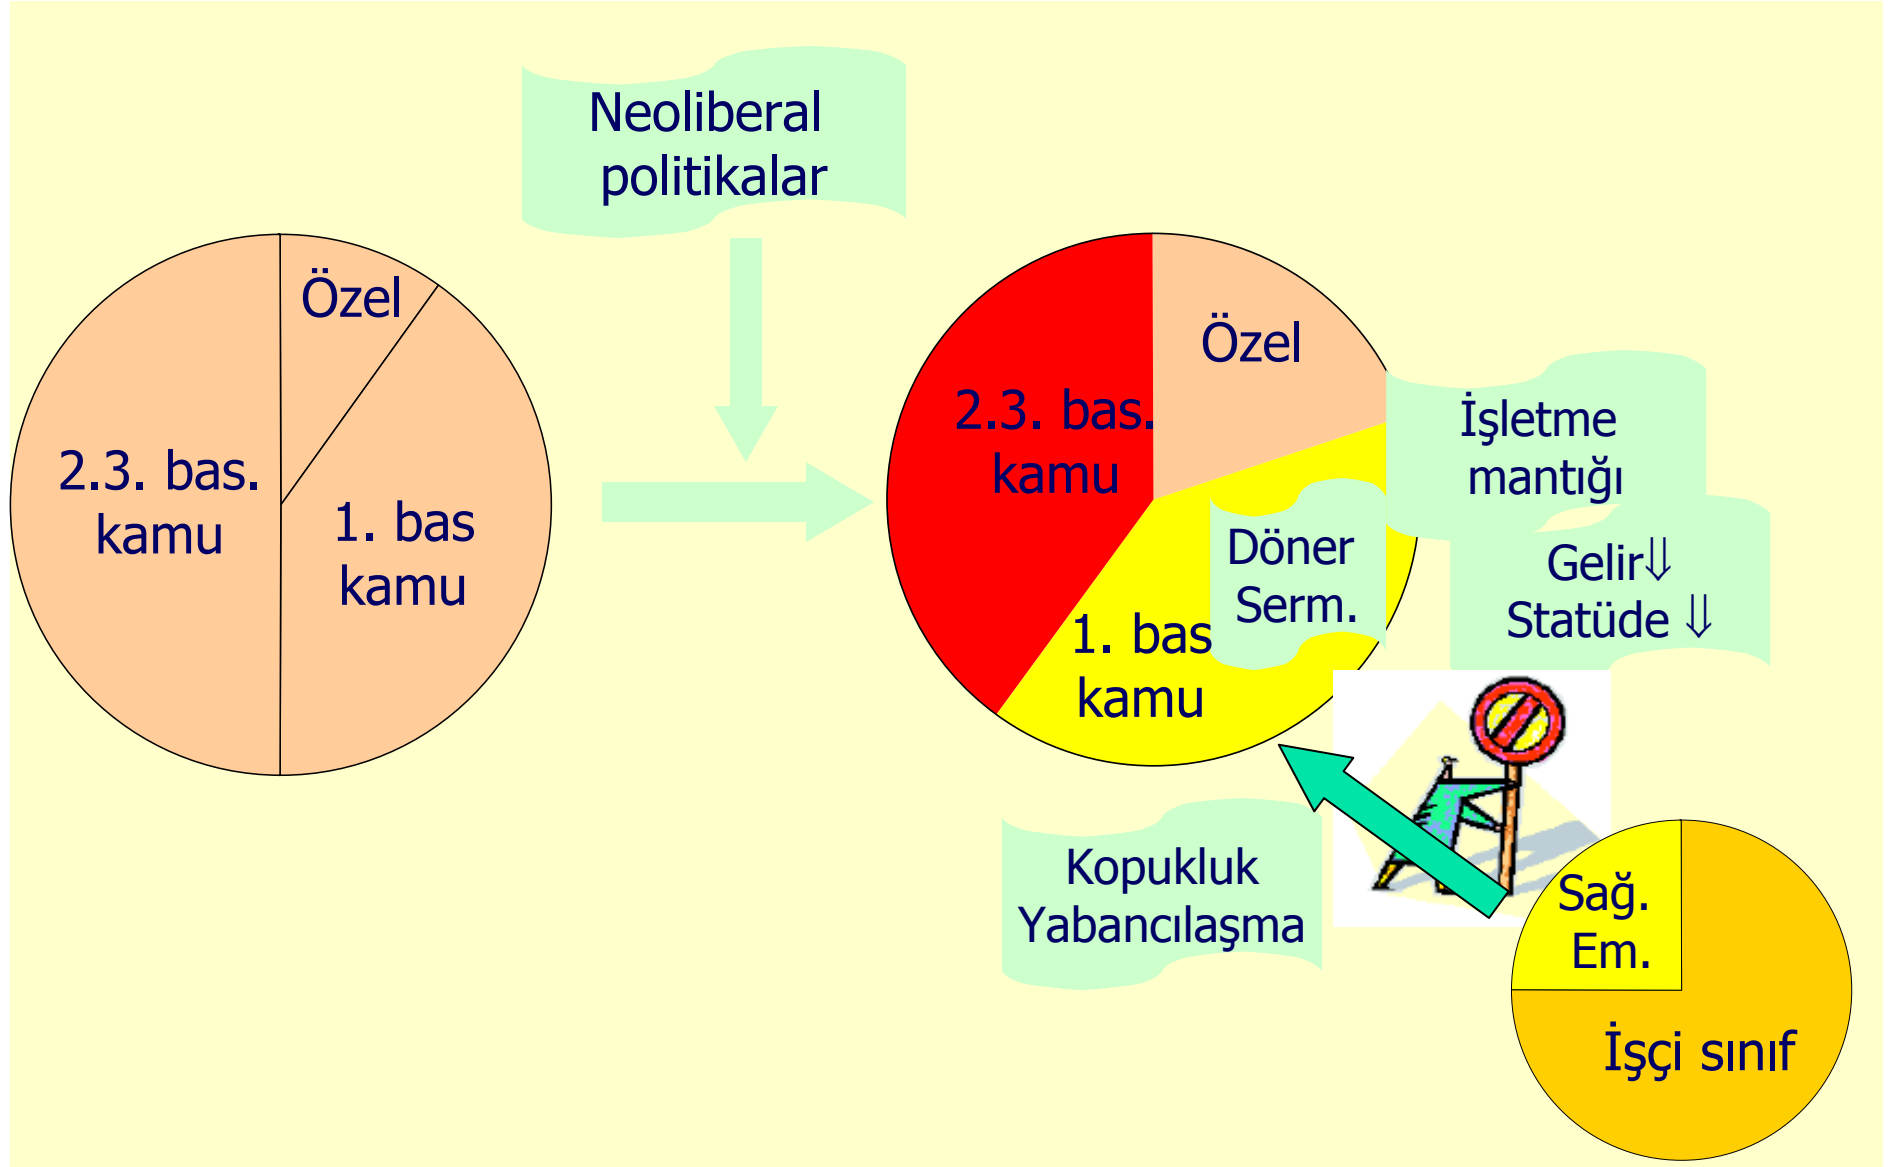 Neoliberal
politikalar
Özel
2.3. bas.
kamu
1. bas
kamu
Özel
2.3. bas.
kamu
1. bas
kamu
Döner
Serm.
İşletme
mantığı
Gelir⇓
Statüde ⇓
Kopukluk
Yabancılaşma
Sağ.
Em.
İşçi sınıf